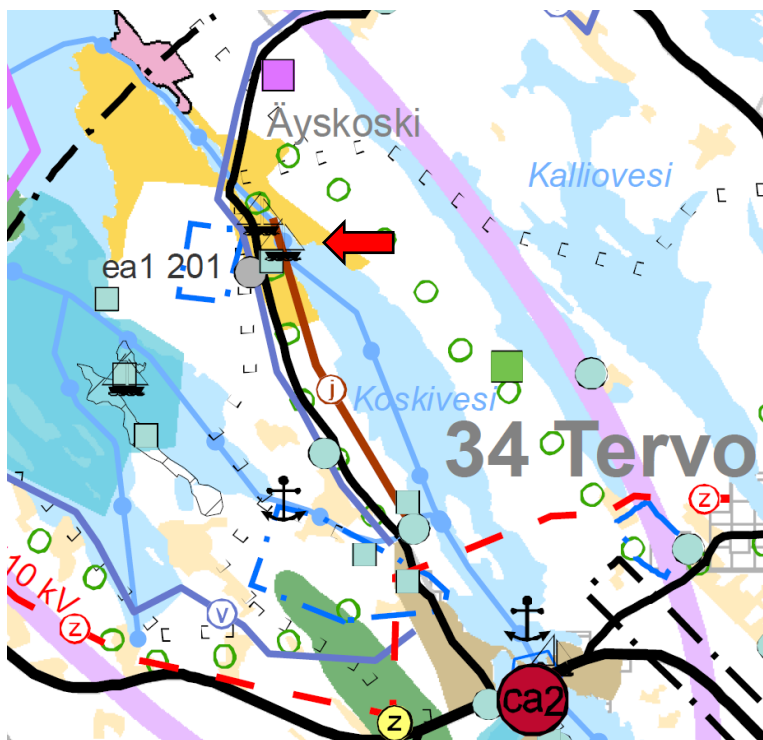 Äyskoski
Kalliovesi
ea1 201
j
Koskivesi
34 Tervo
z
10 kV
z
v
ca2
z